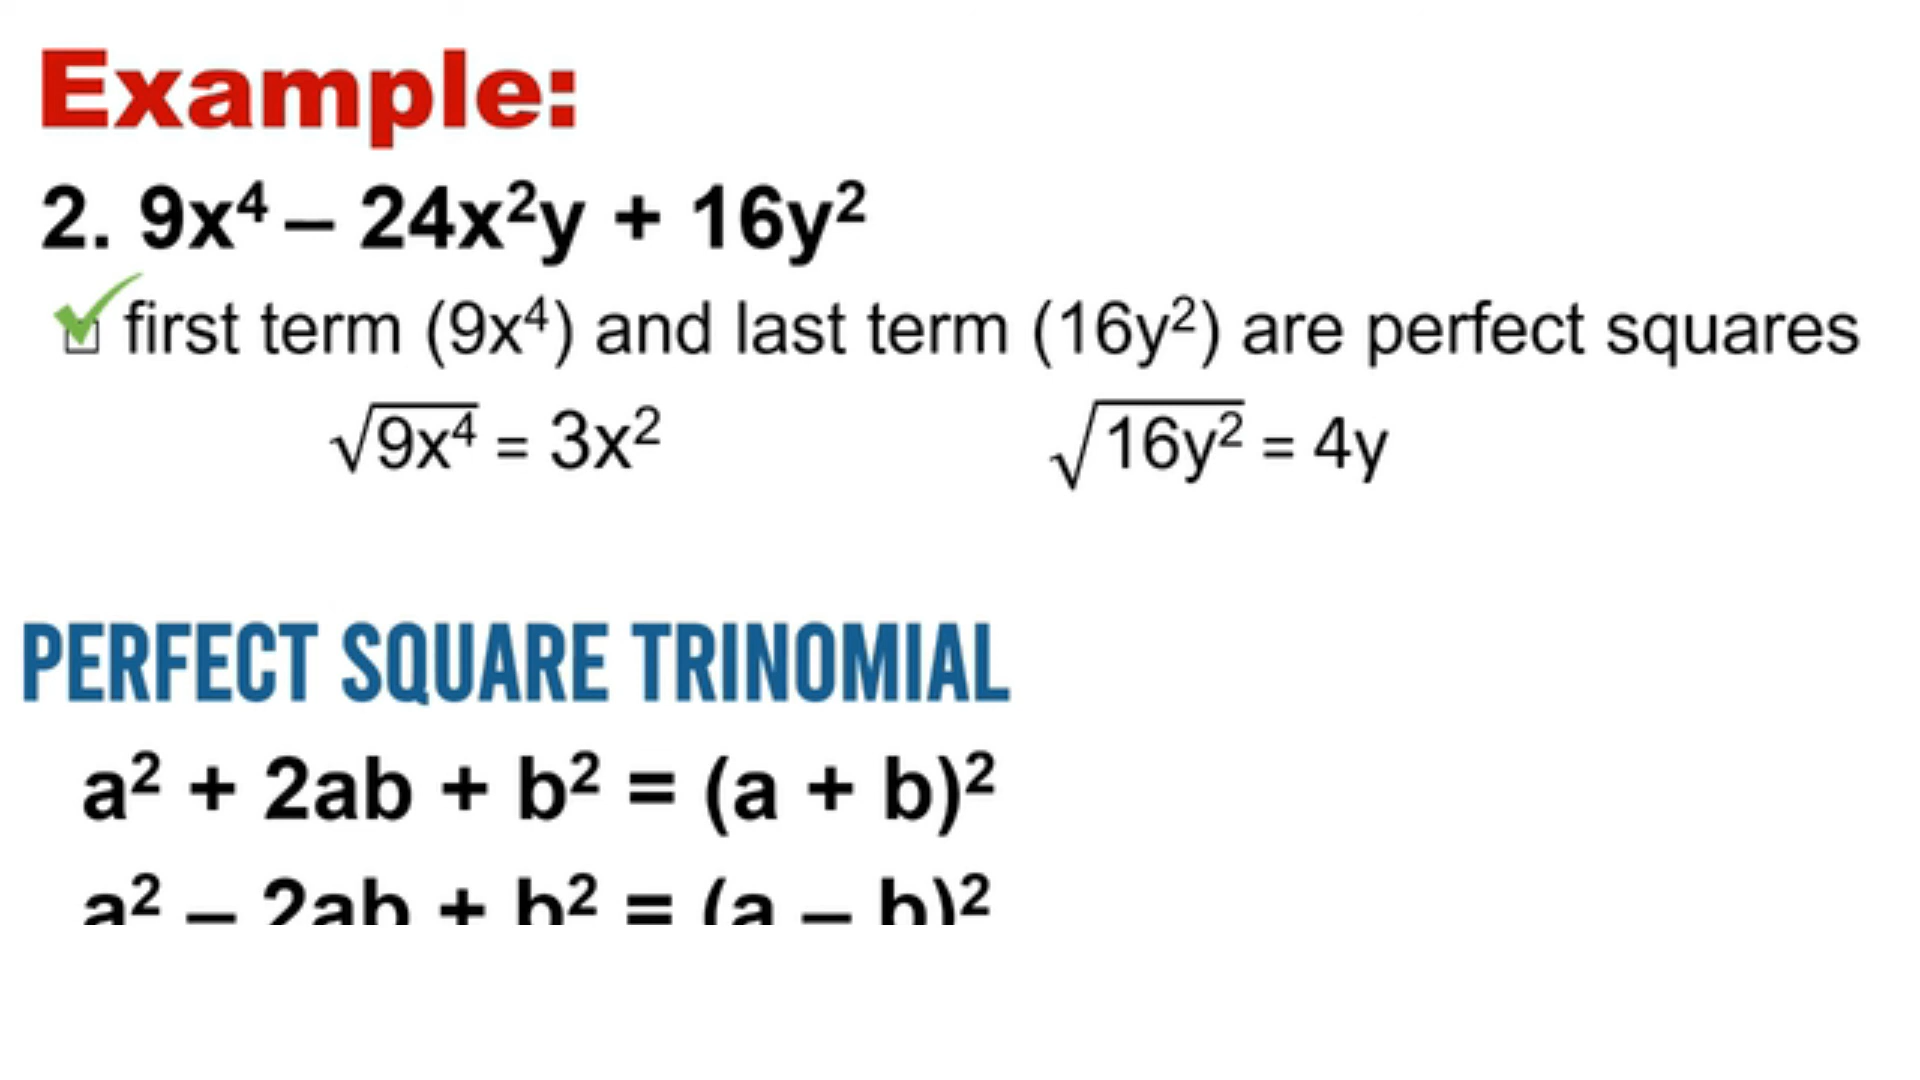 Example:
2. 9x⁴ – 24x²y + 16y²
first term (9x⁴) and last term (16y²) are perfect squares
√9x⁴ = 3x² √16y² = 4y
PERFECT SQUARE TRINOMIAL
a² + 2ab + b² = (a + b)²
a² – 2ab + b² = (a – b)²